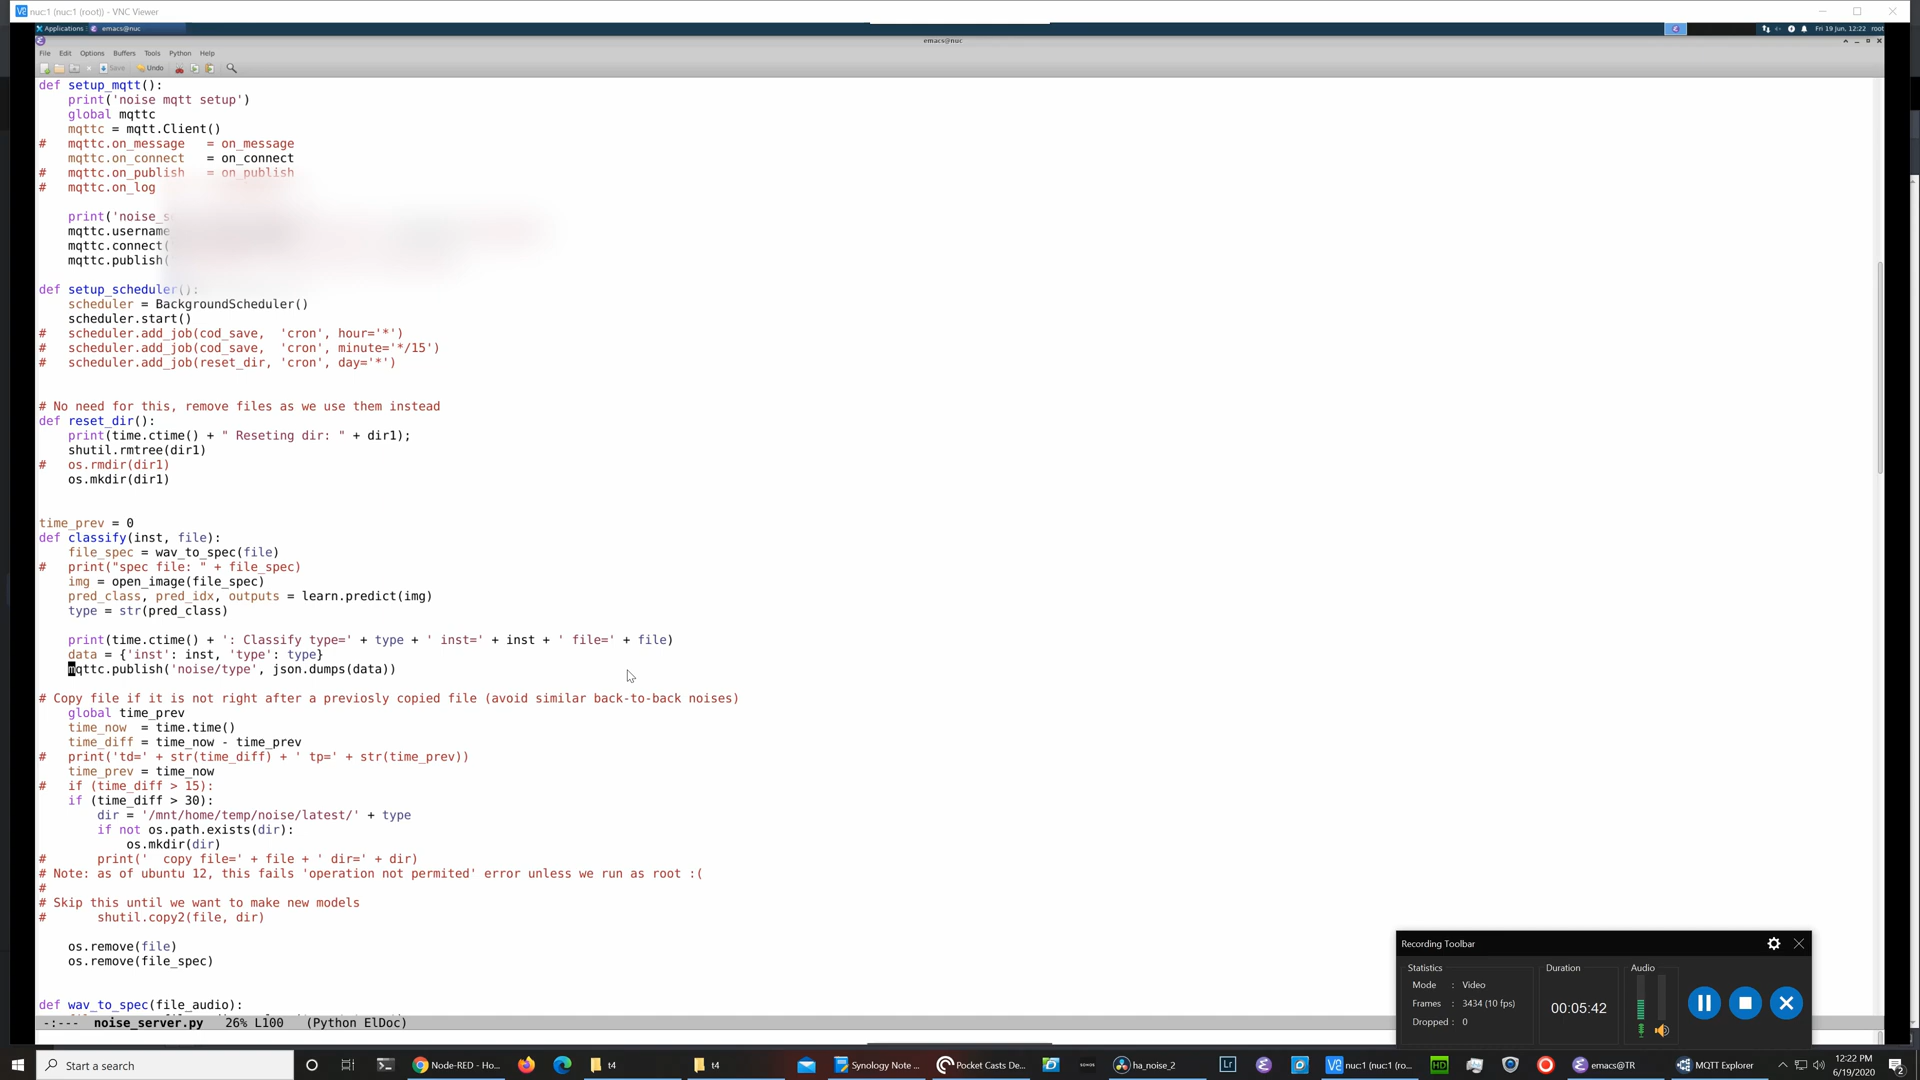 nuc:1 (nuc:1 (root)) - VNC Viewer
Applications
emacs@nuc
Fri 19 Jun, 12:22 root
emacs@nuc
File Edit Options Buffers Tools Python Help
Save Undo
def setup_mqtt():
    print('noise mqtt setup')
    global mqttc
    mqttc = mqtt.Client()
#   mqttc.on_message   = on_message
    mqttc.on_connect   = on_connect
#   mqttc.on_publish   = on_publish
#   mqttc.on_log
    print('noise_s
    mqttc.username
    mqttc.connect(
    mqttc.publish(
def setup_scheduler():
    scheduler = BackgroundScheduler()
    scheduler.start()
#   scheduler.add_job(cod_save,  'cron', hour='*')
#   scheduler.add_job(cod_save,  'cron', minute='*/15')
#   scheduler.add_job(reset_dir, 'cron', day='*')
# No need for this, remove files as we use them instead
def reset_dir():
    print(time.ctime() + " Reseting dir: " + dir1);
    shutil.rmtree(dir1)
#   os.rmdir(dir1)
    os.mkdir(dir1)
time_prev = 0
def classify(inst, file):
    file_spec = wav_to_spec(file)
#   print("spec file: " + file_spec)
    img = open_image(file_spec)
    pred_class, pred_idx, outputs = learn.predict(img)
    type = str(pred_class)
    print(time.ctime() + ': Classify type=' + type + ' inst=' + inst + ' file=' + file)
    data = {'inst': inst, 'type': type}
    mqttc.publish('noise/type', json.dumps(data))
# Copy file if it is not right after a previosly copied file (avoid similar back-to-back noises)
    global time_prev
    time_now  = time.time()
    time_diff = time_now - time_prev
#   print('td=' + str(time_diff) + ' tp=' + str(time_prev))
    time_prev = time_now
#   if (time_diff > 15):
    if (time_diff > 30):
        dir = '/mnt/home/temp/noise/latest/' + type
        if not os.path.exists(dir):
            os.mkdir(dir)
#       print('  copy file=' + file + ' dir=' + dir)
# Note: as of ubuntu 12, this fails 'operation not permited' error unless we run as root :(
#
# Skip this until we want to make new models
#       shutil.copy2(file, dir)
    os.remove(file)
    os.remove(file_spec)
def wav_to_spec(file_audio):
-:---  noise_server.py   26% L100   (Python ElDoc)
Recording Toolbar
Statistics
Mode : Video
Frames : 3434 (10 fps)
Dropped : 0
Duration
00:05:42
Audio
Start a search
Node-RED - Ho...
t4
t4
Synology Note ...
Pocket Casts De...
ha_noise_2
Lr
nuc:1 (nuc:1 (ro...
HD
emacs@TR
MQTT Explorer
12:22 PM
6/19/2020
2